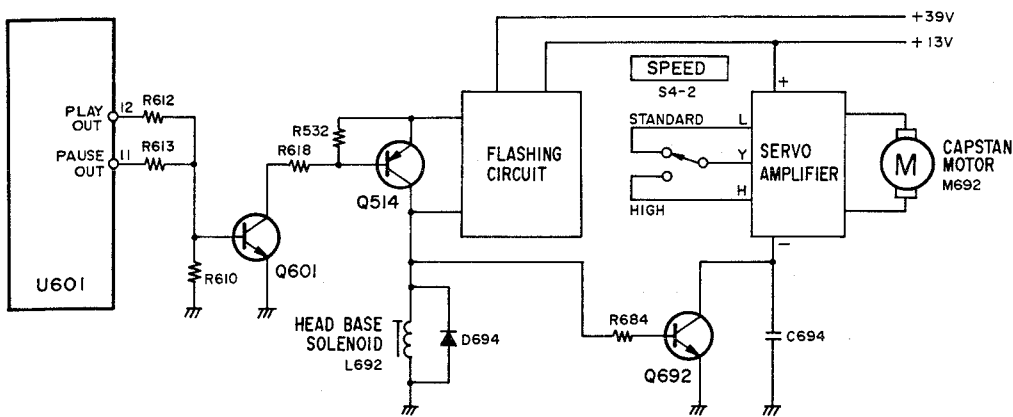 +39V
+13V
SPEED
S4-2
PLAY OUT
12
R612
PAUSE OUT
11
R613
R532
R618
FLASHING CIRCUIT
STANDARD
L
Y
H
HIGH
+
SERVO AMPLIFIER
−
M
CAPSTAN MOTOR
M692
Q514
U601
R610
Q601
HEAD BASE SOLENOID
L692
D694
R684
Q692
C694